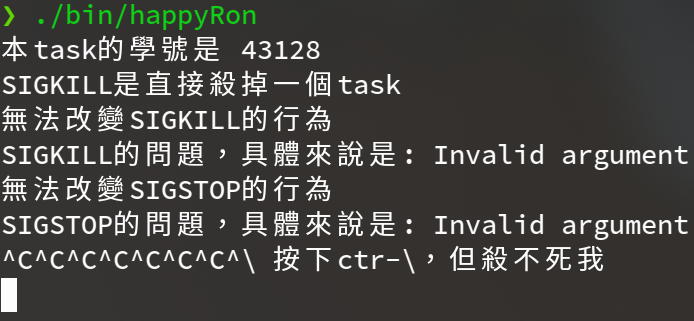 ❯ ./bin/happyRon
本task的學號是 43128
SIGKILL是直接殺掉一個task
無法改變SIGKILL的行為
SIGKILL的問題，具體來說是: Invalid argument
無法改變SIGSTOP的行為
SIGSTOP的問題，具體來說是: Invalid argument
^C^C^C^C^C^C^C^\ 按下ctr-\，但殺不死我